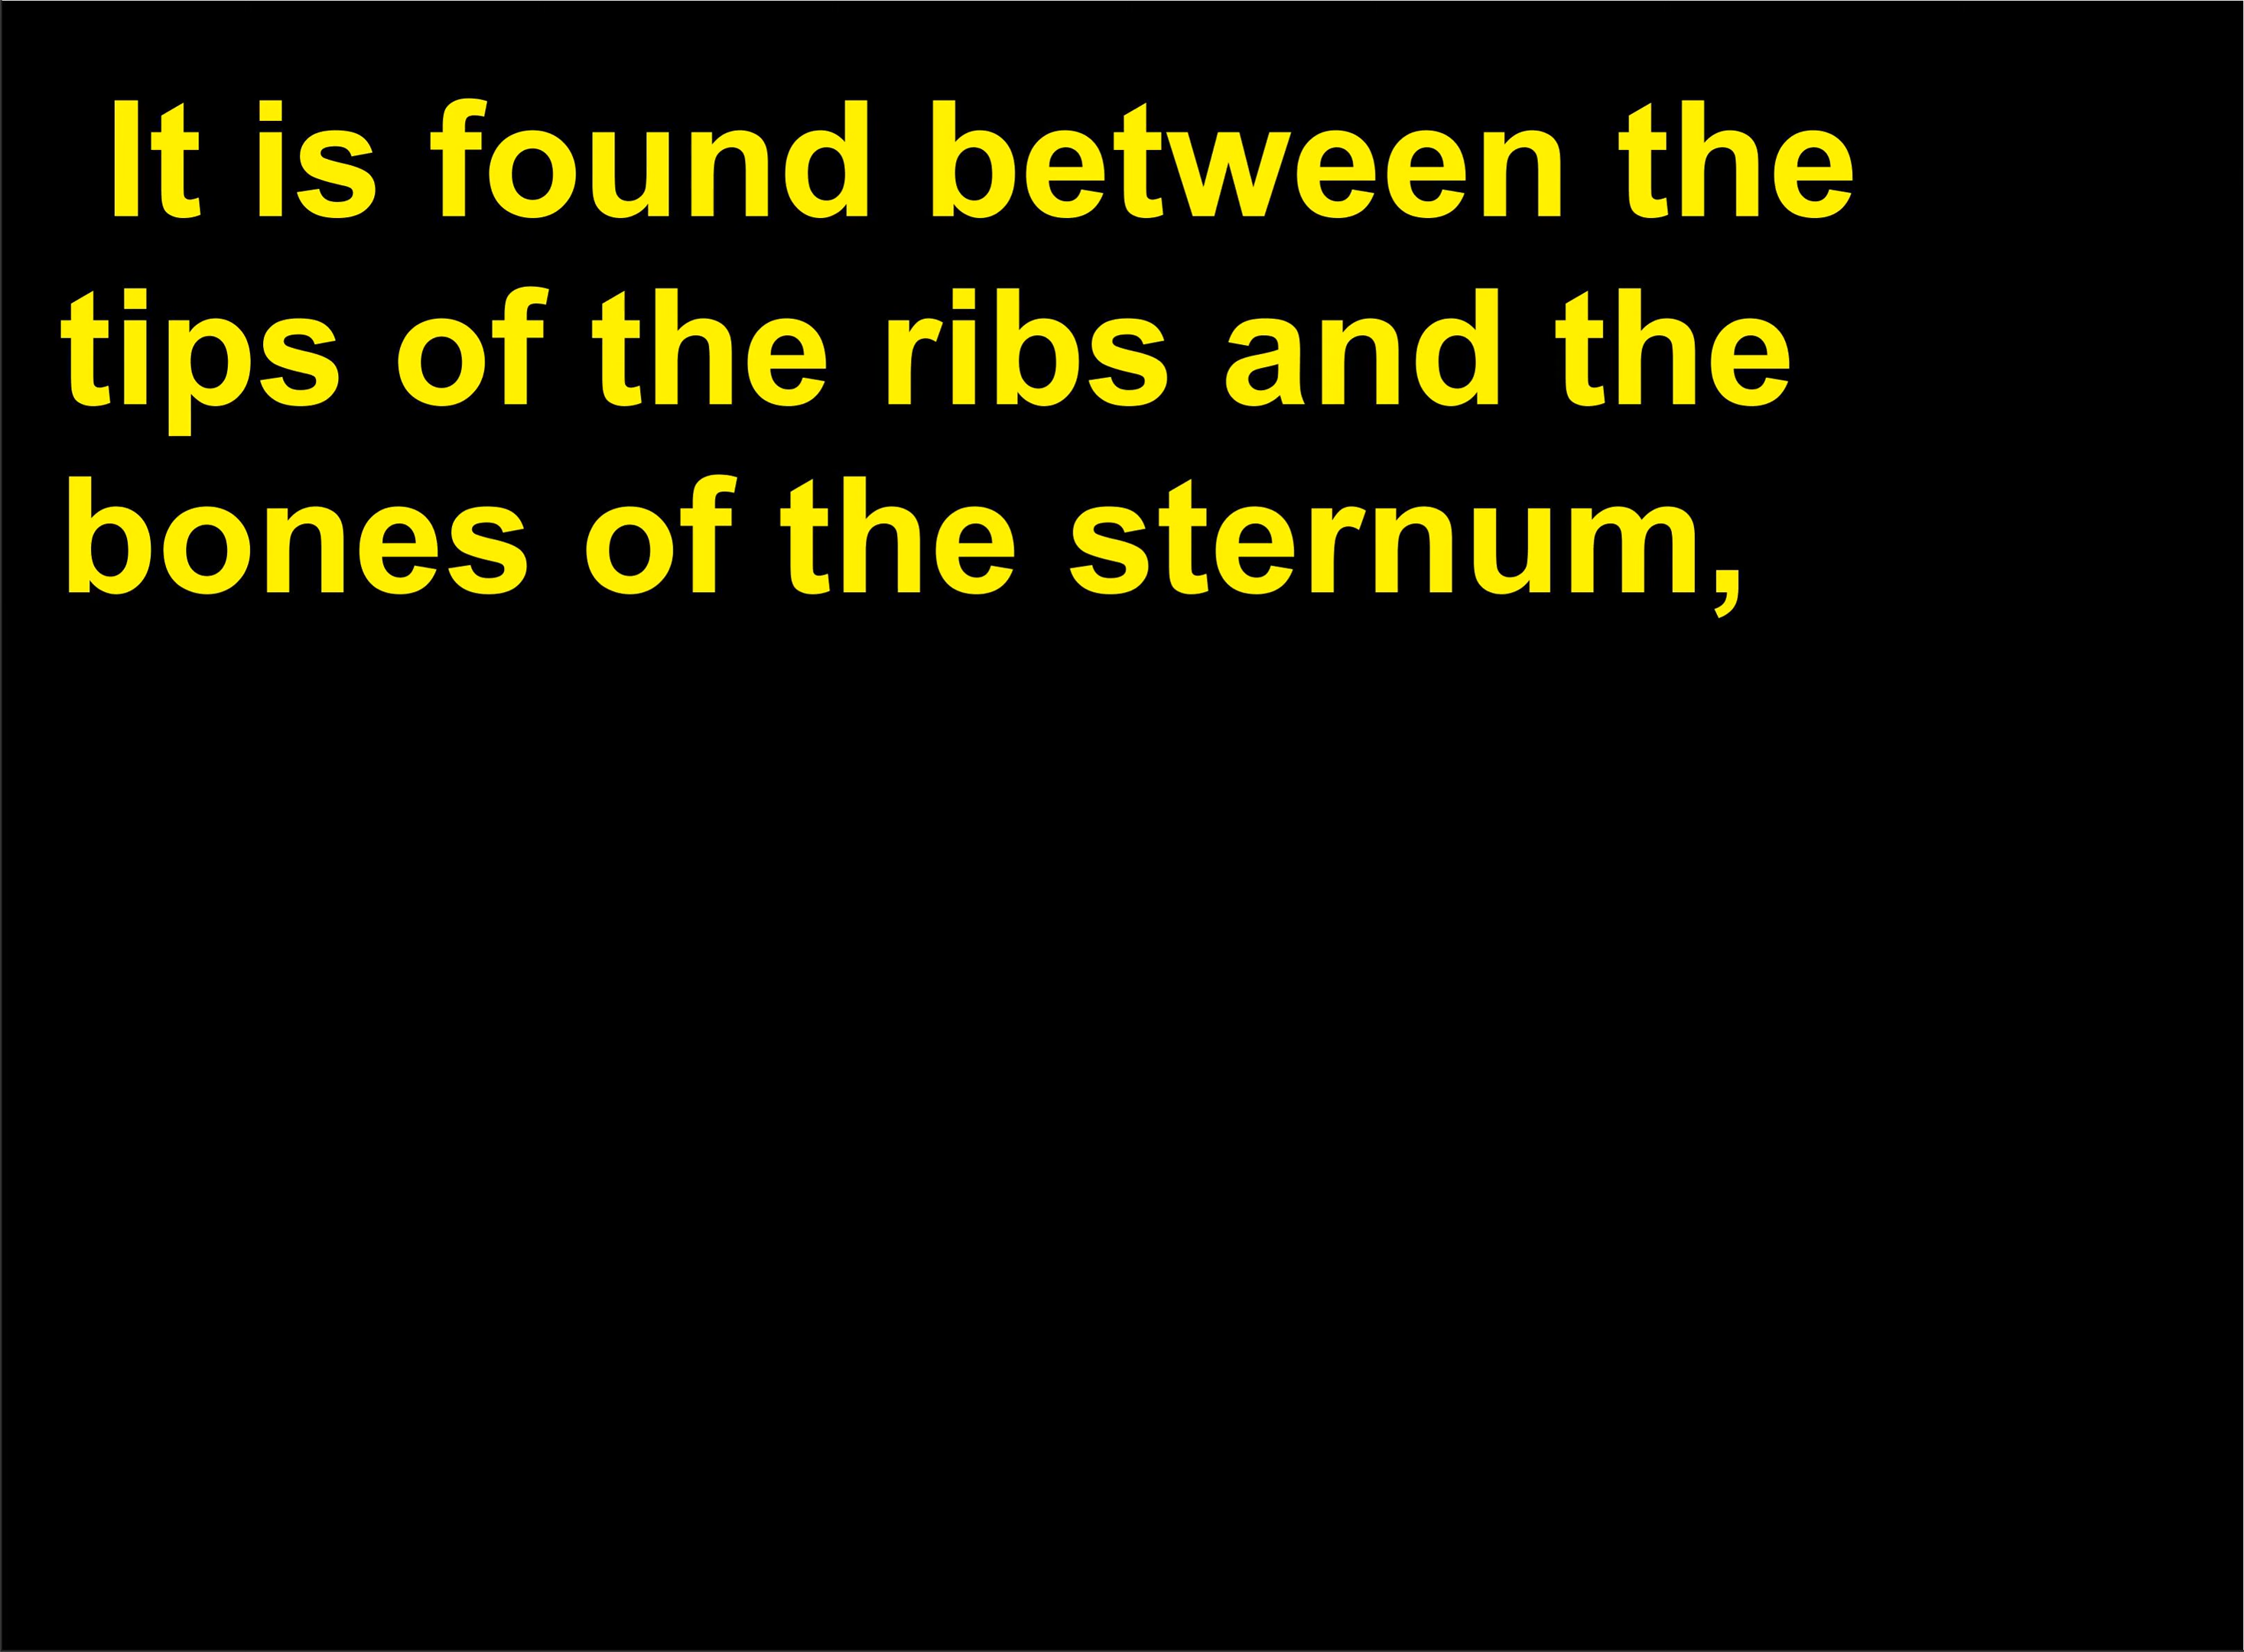 It is found between the
tips of the ribs and the
bones of the sternum,